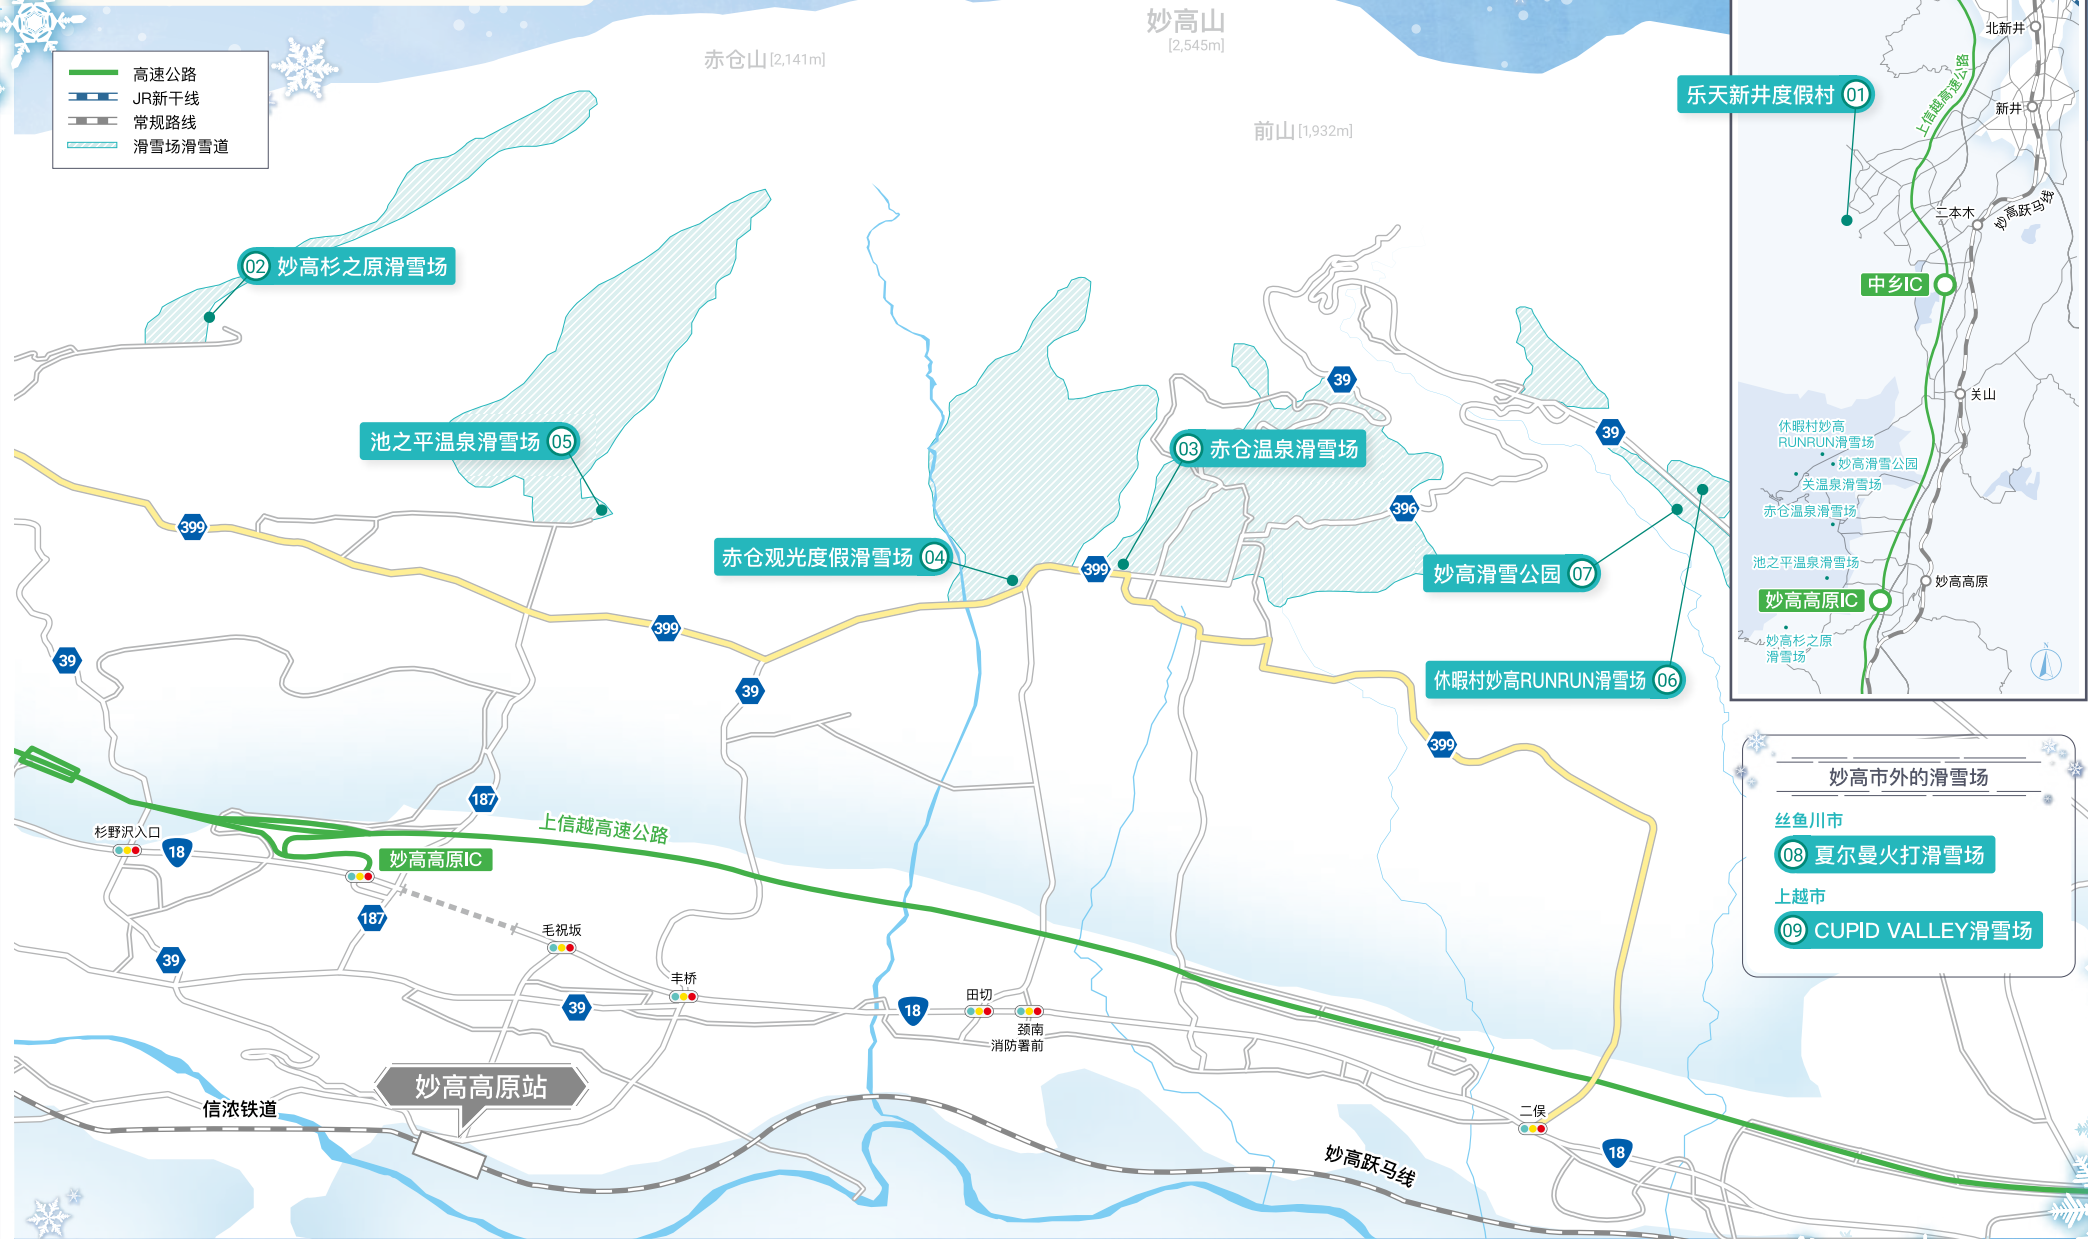 高速公路
JR新干线
常规路线
滑雪场滑雪道
赤仓山 [2,141m]
妙高山
[2,545m]
前山 [1,932m]
02 妙高杉之原滑雪场
池之平温泉滑雪场 05
赤仓观光度假滑雪场 04
03 赤仓温泉滑雪场
妙高滑雪公园 07
休暇村妙高RUNRUN滑雪场 06
乐天新井度假村 01
39
39
396
399
399
399
399
39
39
187
187
39
39
18
18
18
上信越高速公路
妙高高原IC
杉野沢入口
毛祝坂
丰桥
田切
颈南
消防署前
二俣
妙高高原站
信浓铁道
妙高跃马线
北新井
上信越高速公路
新井
二本木
妙高跃马线
中乡IC
关山
休暇村妙高
RUNRUN滑雪场
妙高滑雪公园
关温泉滑雪场
赤仓温泉滑雪场
池之平温泉滑雪场
妙高高原
妙高高原IC
妙高杉之原
滑雪场
N
妙高市外的滑雪场
丝鱼川市
08 夏尔曼火打滑雪场
上越市
09 CUPID VALLEY滑雪场